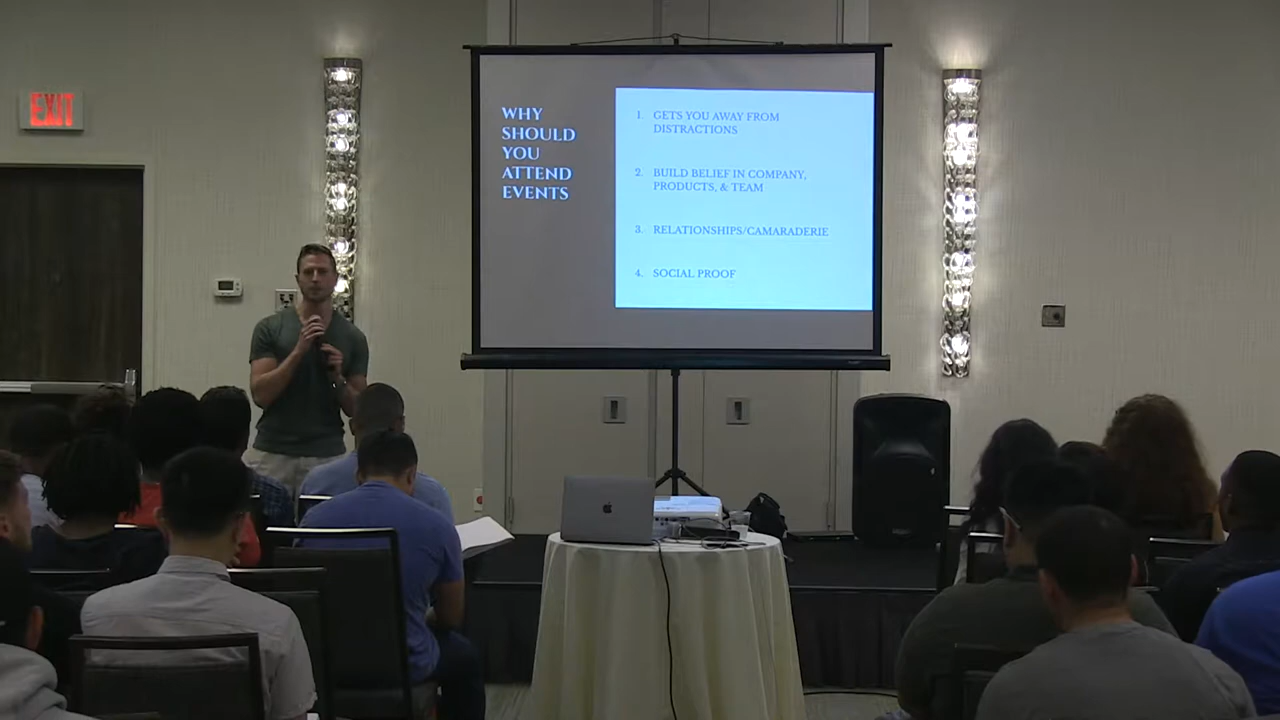 EXIT
WHY
SHOULD
YOU
ATTEND
EVENTS
1. GETS YOU AWAY FROM
DISTRACTIONS
2. BUILD BELIEF IN COMPANY,
PRODUCTS, & TEAM
3. RELATIONSHIPS/CAMARADERIE
4. SOCIAL PROOF